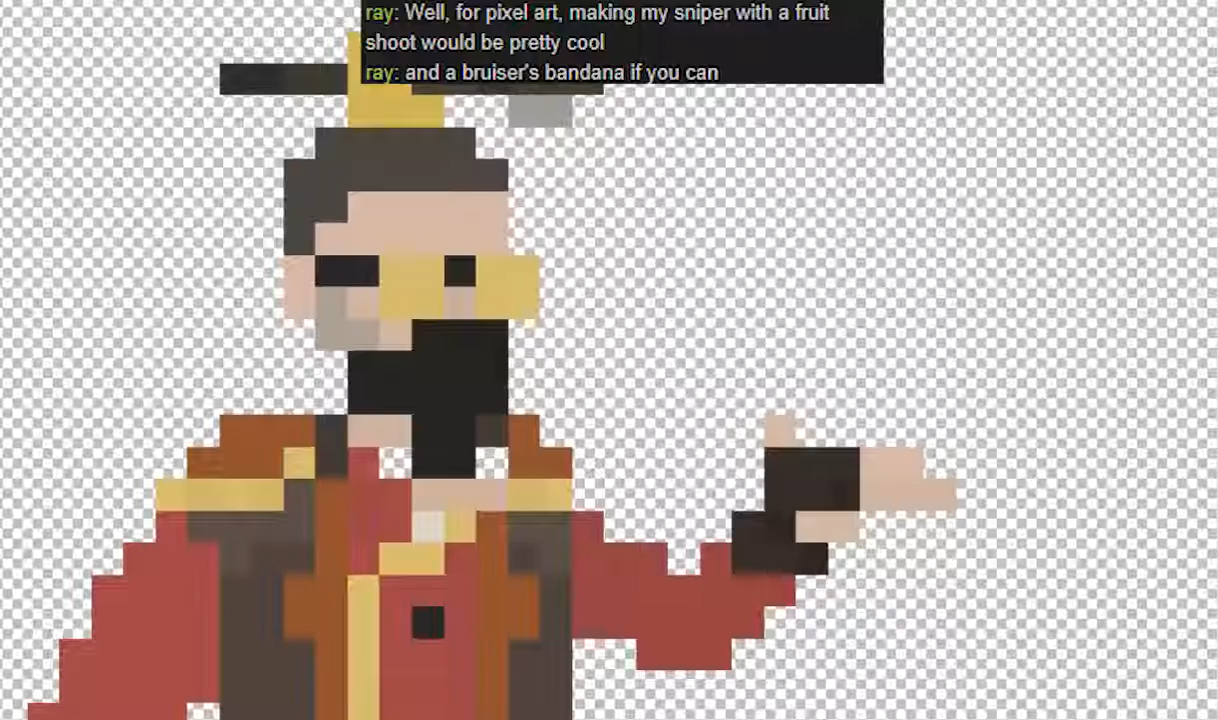 ray: Well, for pixel art, making my sniper with a fruit
shoot would be pretty cool
ray: and a bruiser's bandana if you can